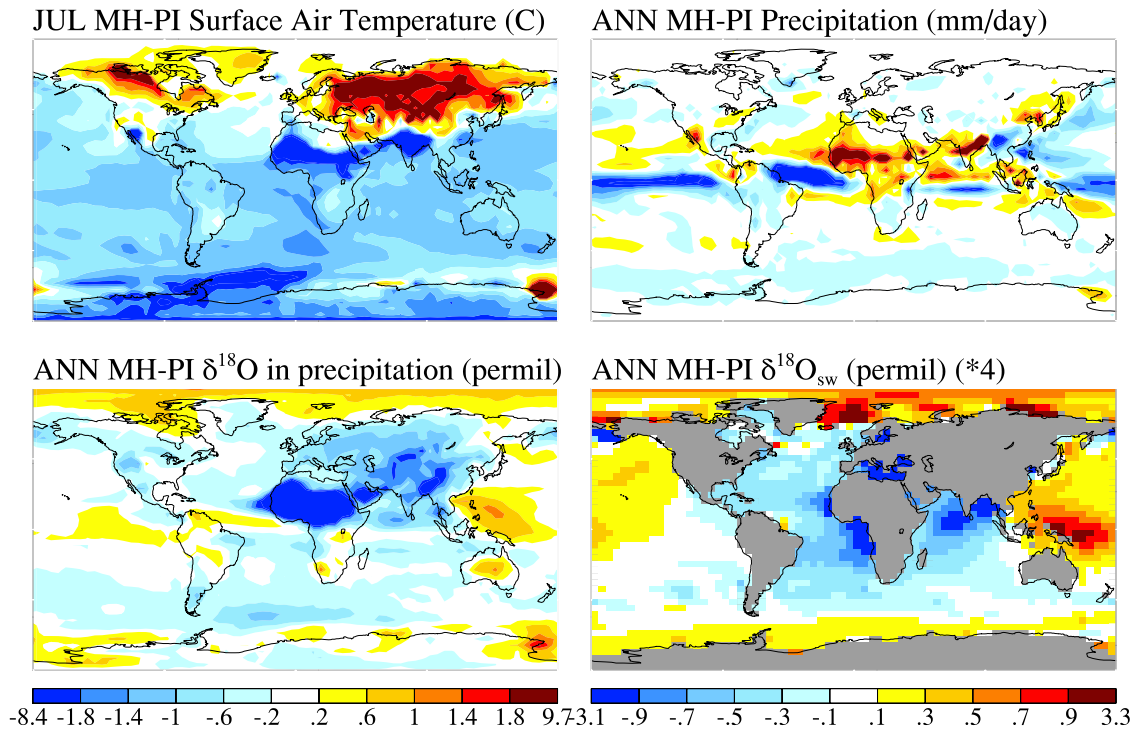 JUL MH-PI Surface Air Temperature (C)
ANN MH-PI Precipitation (mm/day)
ANN MH-PI δ¹⁸O in precipitation (permil)
ANN MH-PI δ¹⁸Osw (permil) (*4)
-8.4 -1.8 -1.4 -1 -.6 -.2 .2 .6 1 1.4 1.8 9.7
-3.1 -.9 -.7 -.5 -.3 -.1 .1 .3 .5 .7 .9 3.3